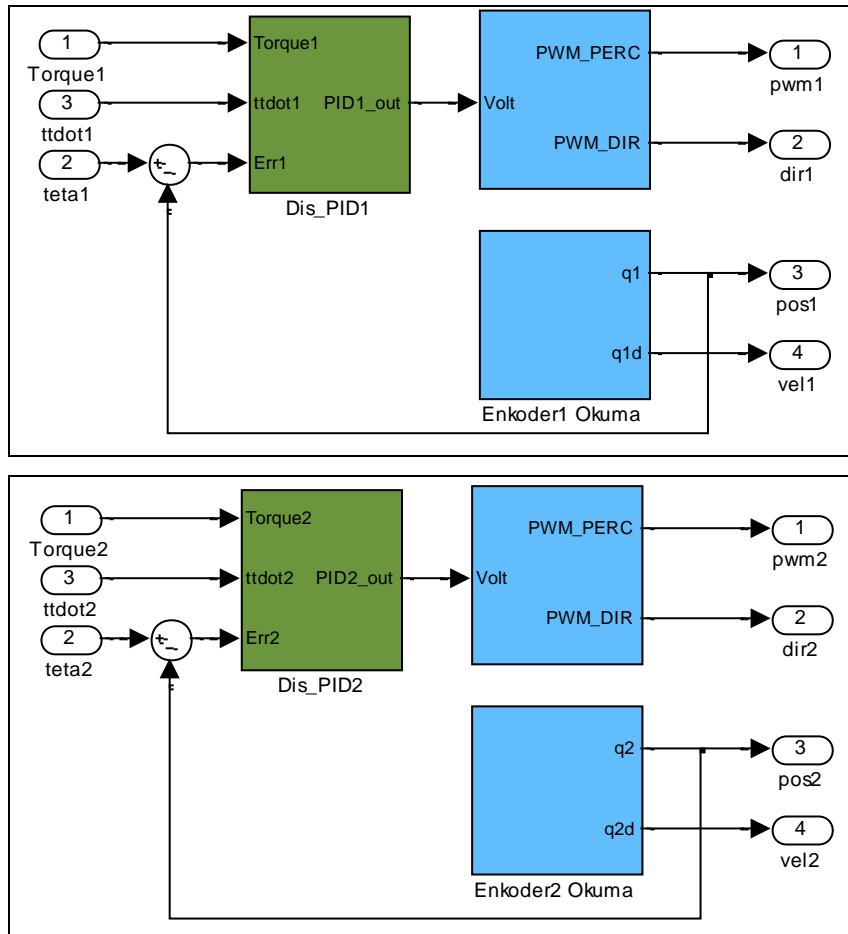 1
Torque1
3
ttdot1
2
teta1
+
-
Torque1
ttdot1
Err1
PID1_out
Dis_PID1
Volt
PWM_PERC
PWM_DIR
1
pwm1
2
dir1
q1
q1d
Enkoder1 Okuma
3
pos1
4
vel1
1
Torque2
3
ttdot2
2
teta2
+
-
Torque2
ttdot2
Err2
PID2_out
Dis_PID2
Volt
PWM_PERC
PWM_DIR
1
pwm2
2
dir2
q2
q2d
Enkoder2 Okuma
3
pos2
4
vel2